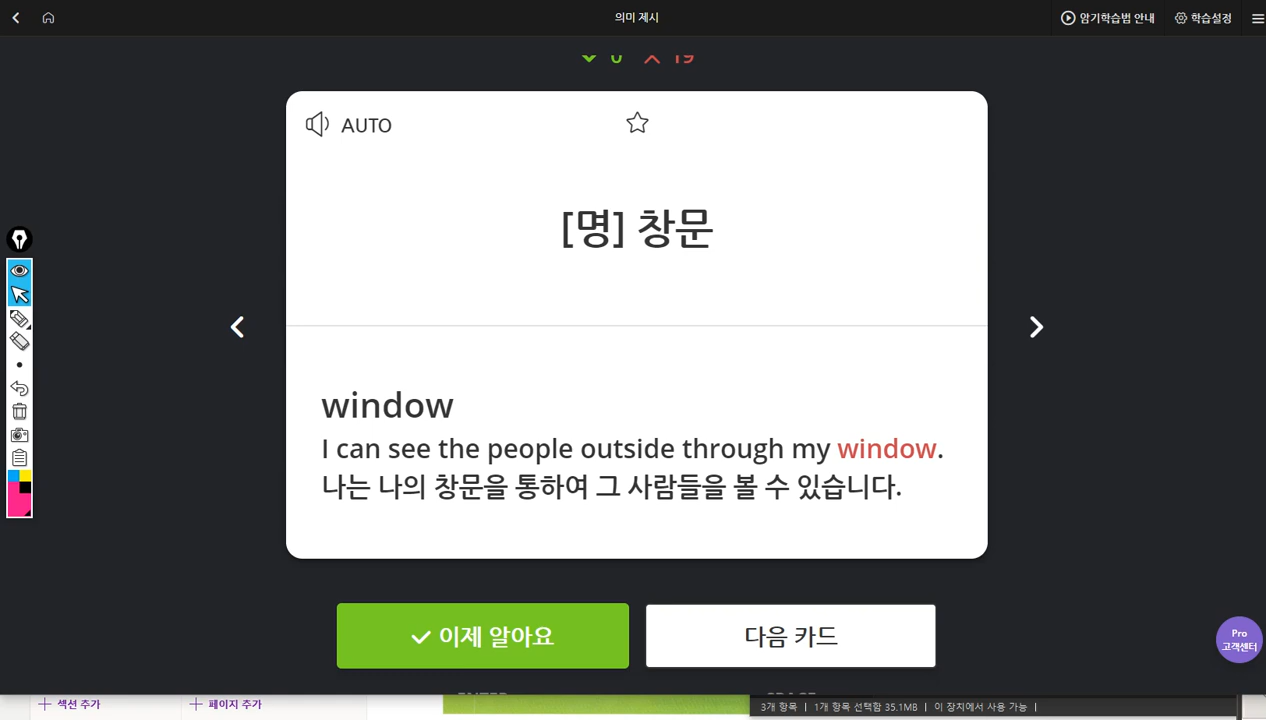 의미 제시
암기학습법 안내
학습설정
0 19
AUTO
[명] 창문
window
I can see the people outside through my window.
나는 나의 창문을 통하여 그 사람들을 볼 수 있습니다.
이제 알아요
다음 카드
Pro
고객센터
섹션 추가
페이지 추가
3개 항목 | 1개 항목 선택함 35.1MB | 이 장치에서 사용 가능 |